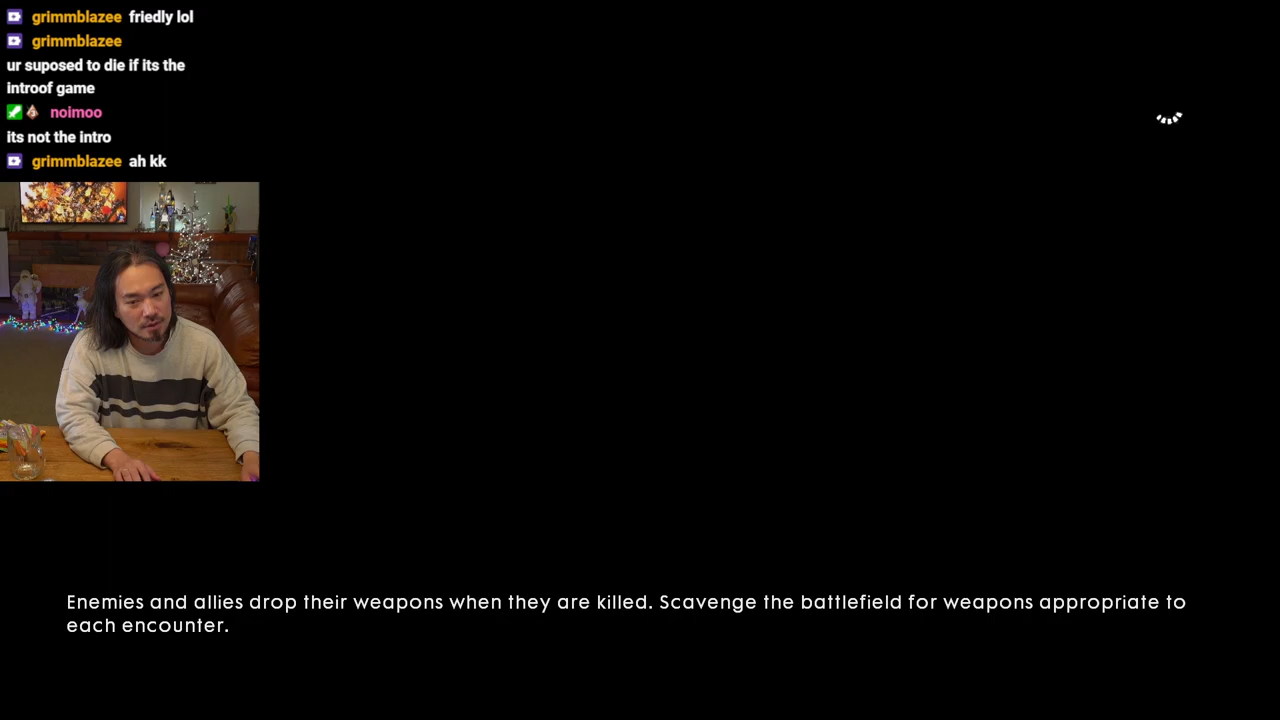 grimmblazee friedly lol
grimmblazee
ur suposed to die if its the
introof game
noimoo
its not the intro
grimmblazee ah kk
Enemies and allies drop their weapons when they are killed. Scavenge the battlefield for weapons appropriate to
each encounter.